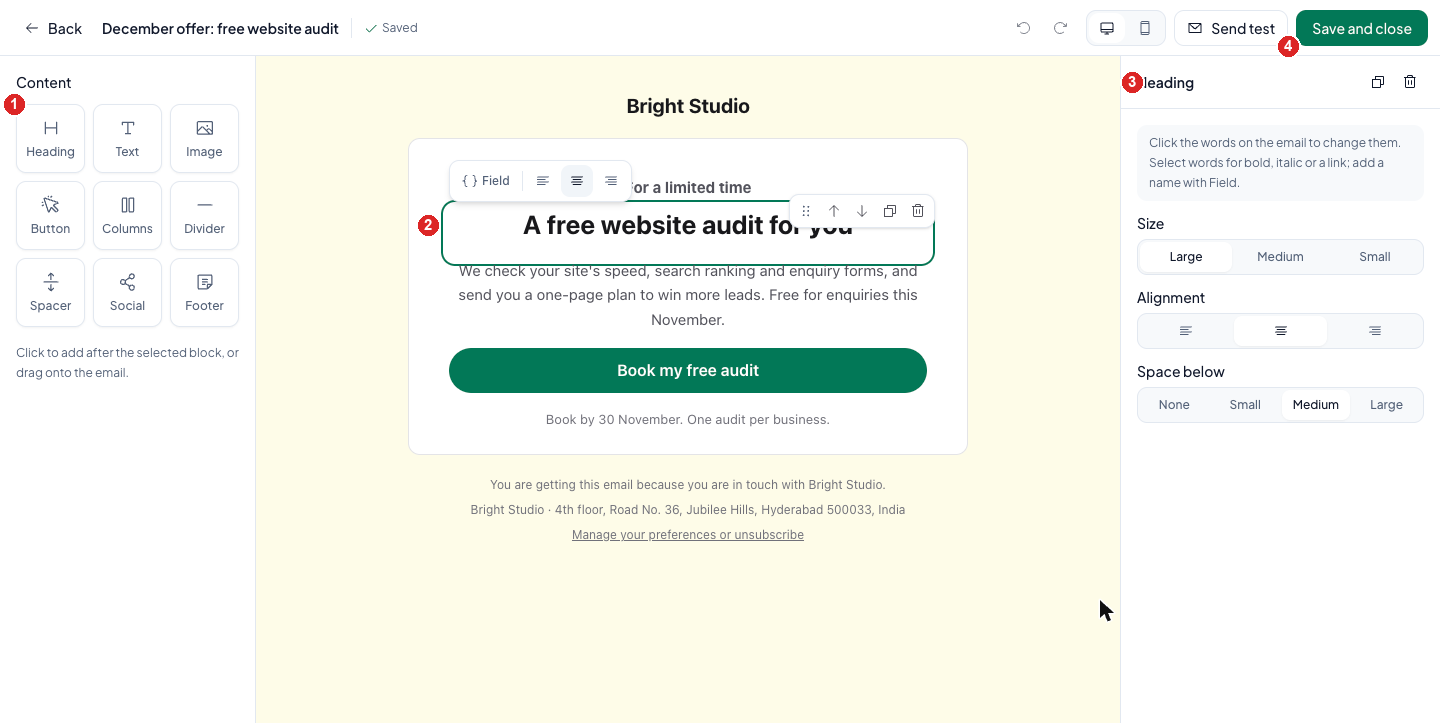 Back
December offer: free website audit
Saved
Send test
Save and close
4
Content
1
Heading
Text
Image
Button
Columns
Divider
Spacer
Social
Footer
Click to add after the selected block, or
drag onto the email.
Bright Studio
{ } Field
for a limited time
2
A free website audit for you
We check your site's speed, search ranking and enquiry forms, and
send you a one-page plan to win more leads. Free for enquiries this
November.
Book my free audit
Book by 30 November. One audit per business.
You are getting this email because you are in touch with Bright Studio.
Bright Studio · 4th floor, Road No. 36, Jubilee Hills, Hyderabad 500033, India
Manage your preferences or unsubscribe
3
Heading
Click the words on the email to change them.
Select words for bold, italic or a link; add a
name with Field.
Size
Large
Medium
Small
Alignment
Space below
None
Small
Medium
Large